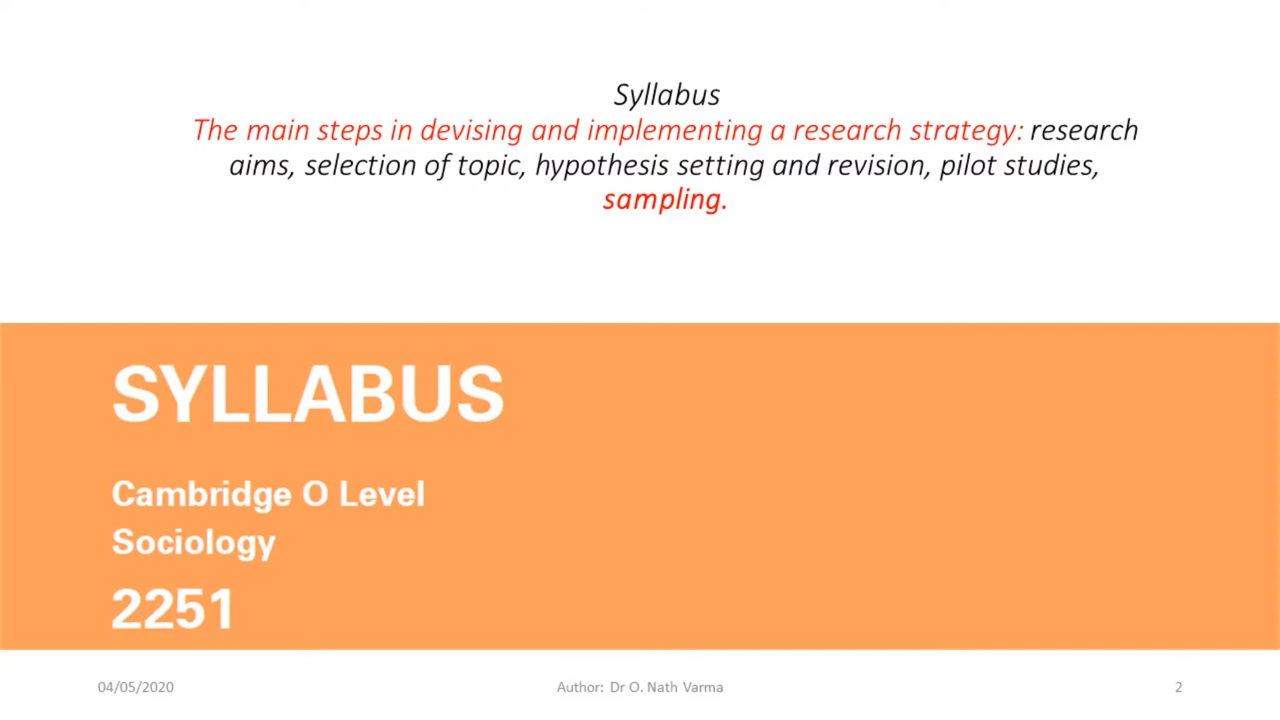 Syllabus
The main steps in devising and implementing a research strategy: research
aims, selection of topic, hypothesis setting and revision, pilot studies,
sampling.
SYLLABUS
Cambridge O Level
Sociology
2251
04/05/2020
Author: Dr O. Nath Varma
2